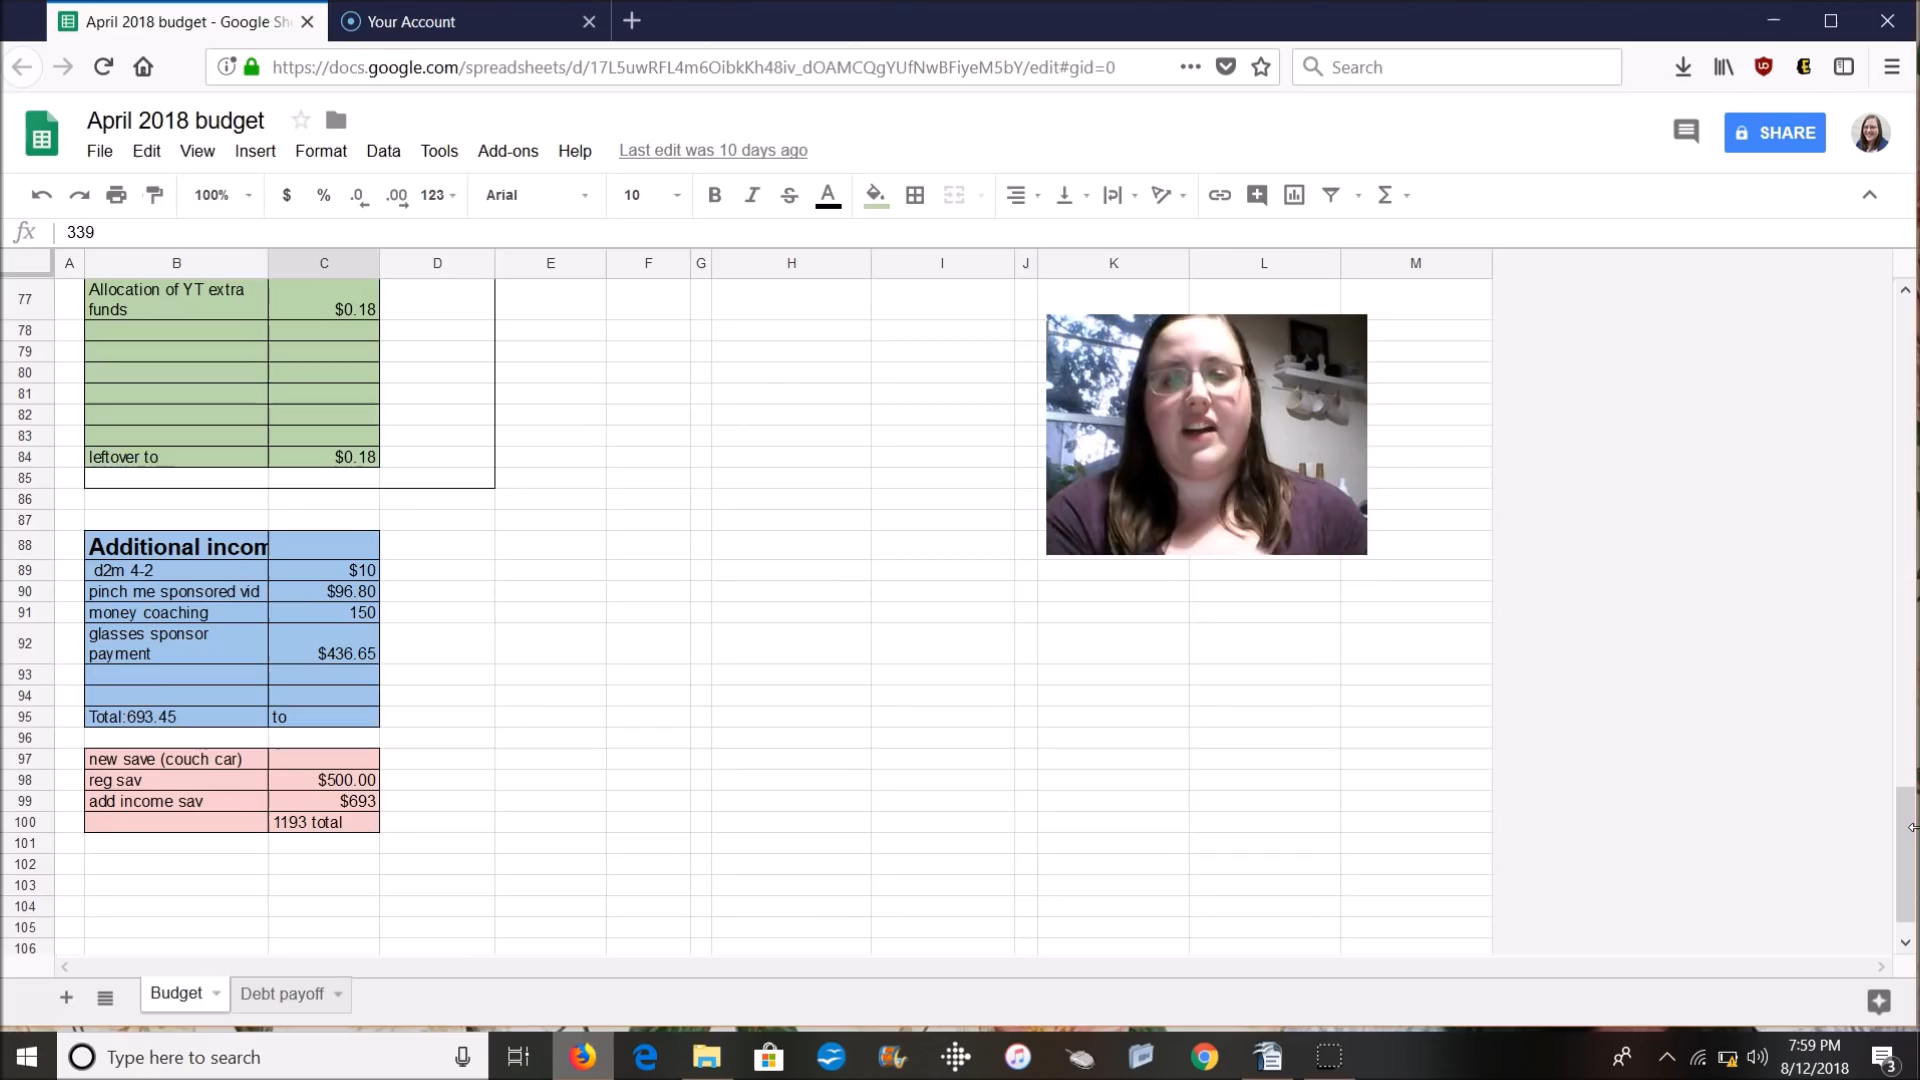 April 2018 budget - Google Sh
Your Account
https://docs.google.com/spreadsheets/d/17L5uwRFL4m6OibkKh48iv_dOAMCQgYUfNwBFiyeM5bY/edit#gid=0
Search
April 2018 budget
SHARE
File Edit View Insert Format Data Tools Add-ons Help Last edit was 10 days ago
100% $ % .0 .00 123 Arial 10 B I S A
fx 339
A B C D E F G H I J K L M
77 Allocation of YT extra
funds $0.18
78
79
80
81
82
83
84 leftover to $0.18
85
86
87
88 Additional incom
89 d2m 4-2 $10
90 pinch me sponsored vid $96.80
91 money coaching 150
92 glasses sponsor
payment $436.65
93
94
95 Total:693.45 to
96
97 new save (couch car)
98 reg sav $500.00
99 add income sav $693
100 1193 total
101
102
103
104
105
106
Budget Debt payoff
Type here to search
7:59 PM
8/12/2018
3